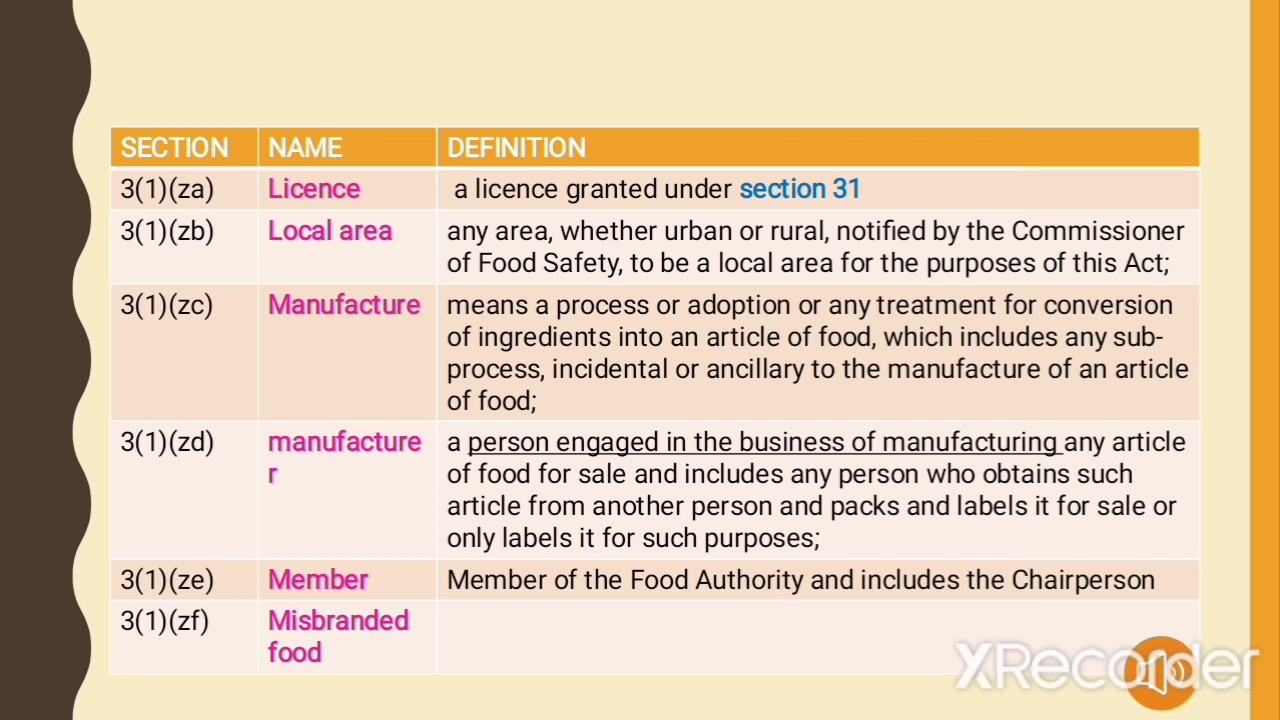 SECTION NAME DEFINITION
3(1)(za) Licence a licence granted under section 31
3(1)(zb) Local area any area, whether urban or rural, notified by the Commissioner
of Food Safety, to be a local area for the purposes of this Act;
3(1)(zc) Manufacture means a process or adoption or any treatment for conversion
of ingredients into an article of food, which includes any sub-
process, incidental or ancillary to the manufacture of an article
of food;
3(1)(zd) manufacture a person engaged in the business of manufacturing any article
r of food for sale and includes any person who obtains such
article from another person and packs and labels it for sale or
only labels it for such purposes;
3(1)(ze) Member Member of the Food Authority and includes the Chairperson
3(1)(zf) Misbranded
food
XRecorder